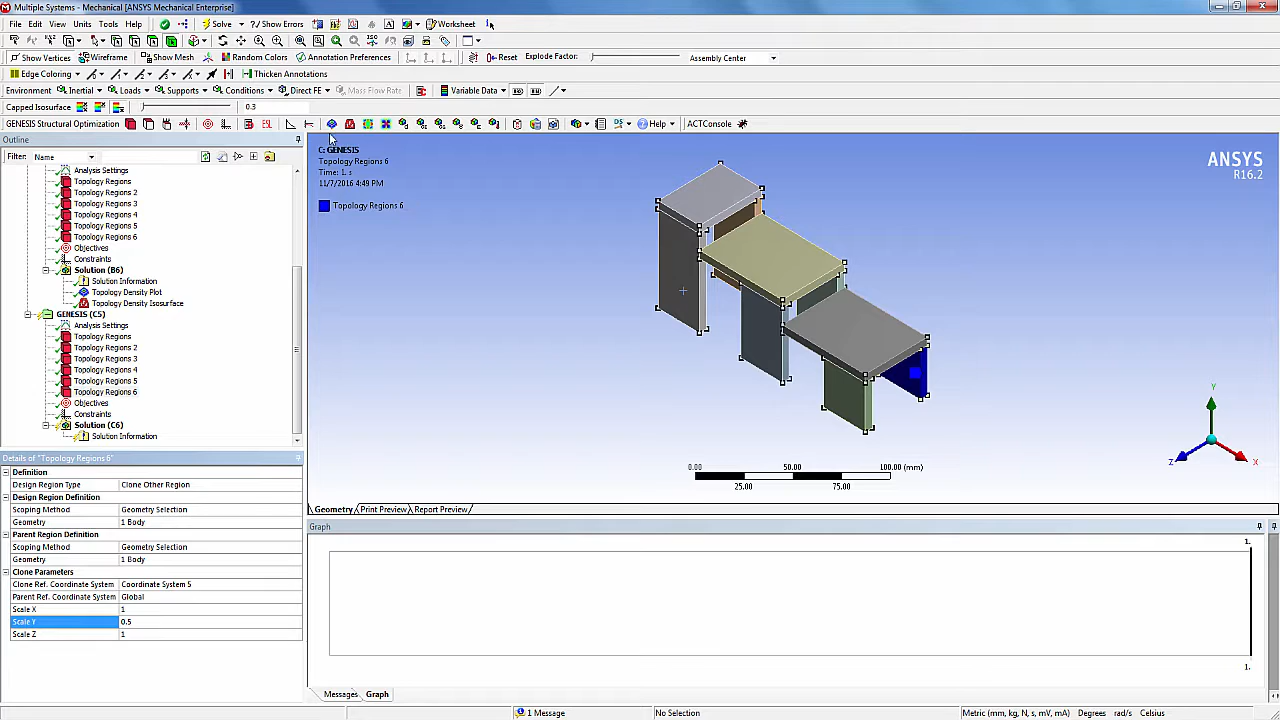 Multiple Systems - Mechanical [ANSYS Mechanical Enterprise]
File Edit View Units Tools Help Solve Show Errors Worksheet
Show Vertices Wireframe Show Mesh Random Colors Annotation Preferences Reset Explode Factor: Assembly Center
Edge Coloring Thicken Annotations
Environment Inertial Loads Supports Conditions Direct FE Mass Flow Rate Vector Data
Capped Isosurface 0.3
GENESIS Structural Optimization Help ACTConsole
Outline
Filter: Name
Analysis Settings
Topology Regions
Topology Regions 2
Topology Regions 3
Topology Regions 4
Topology Regions 5
Topology Regions 6
Objectives
Constraints
Solution (B6)
Solution Information
Topology Density Plot
Topology Density Isosurface
GENESIS (C5)
Analysis Settings
Topology Regions
Topology Regions 2
Topology Regions 3
Topology Regions 4
Topology Regions 5
Topology Regions 6
Objectives
Constraints
Solution (C6)
Solution Information
Details of "Topology Regions 6"
Definition
Design Region Type Clone Other Region
Design Region Definition
Scoping Method Geometry Selection
Geometry 1 Body
Parent Region Definition
Scoping Method Geometry Selection
Geometry 1 Body
Clone Parameters
Clone Ref. Coordinate System Coordinate System 5
Parent Ref. Coordinate System Global
Scale X 1
Scale Y 0.5
Scale Z 1
C: GENESIS
Topology Regions 6
Time: 1. s
11/7/2016 4:49 PM
Topology Regions 6
ANSYS
R16.2
Y
Z X
0.00 50.00 100.00 (mm)
25.00 75.00
Geometry Print Preview Report Preview
Graph
1.
1.
Messages Graph
1 Message No Selection Metric (mm, kg, N, s, mV, mA) Degrees rad/s Celsius